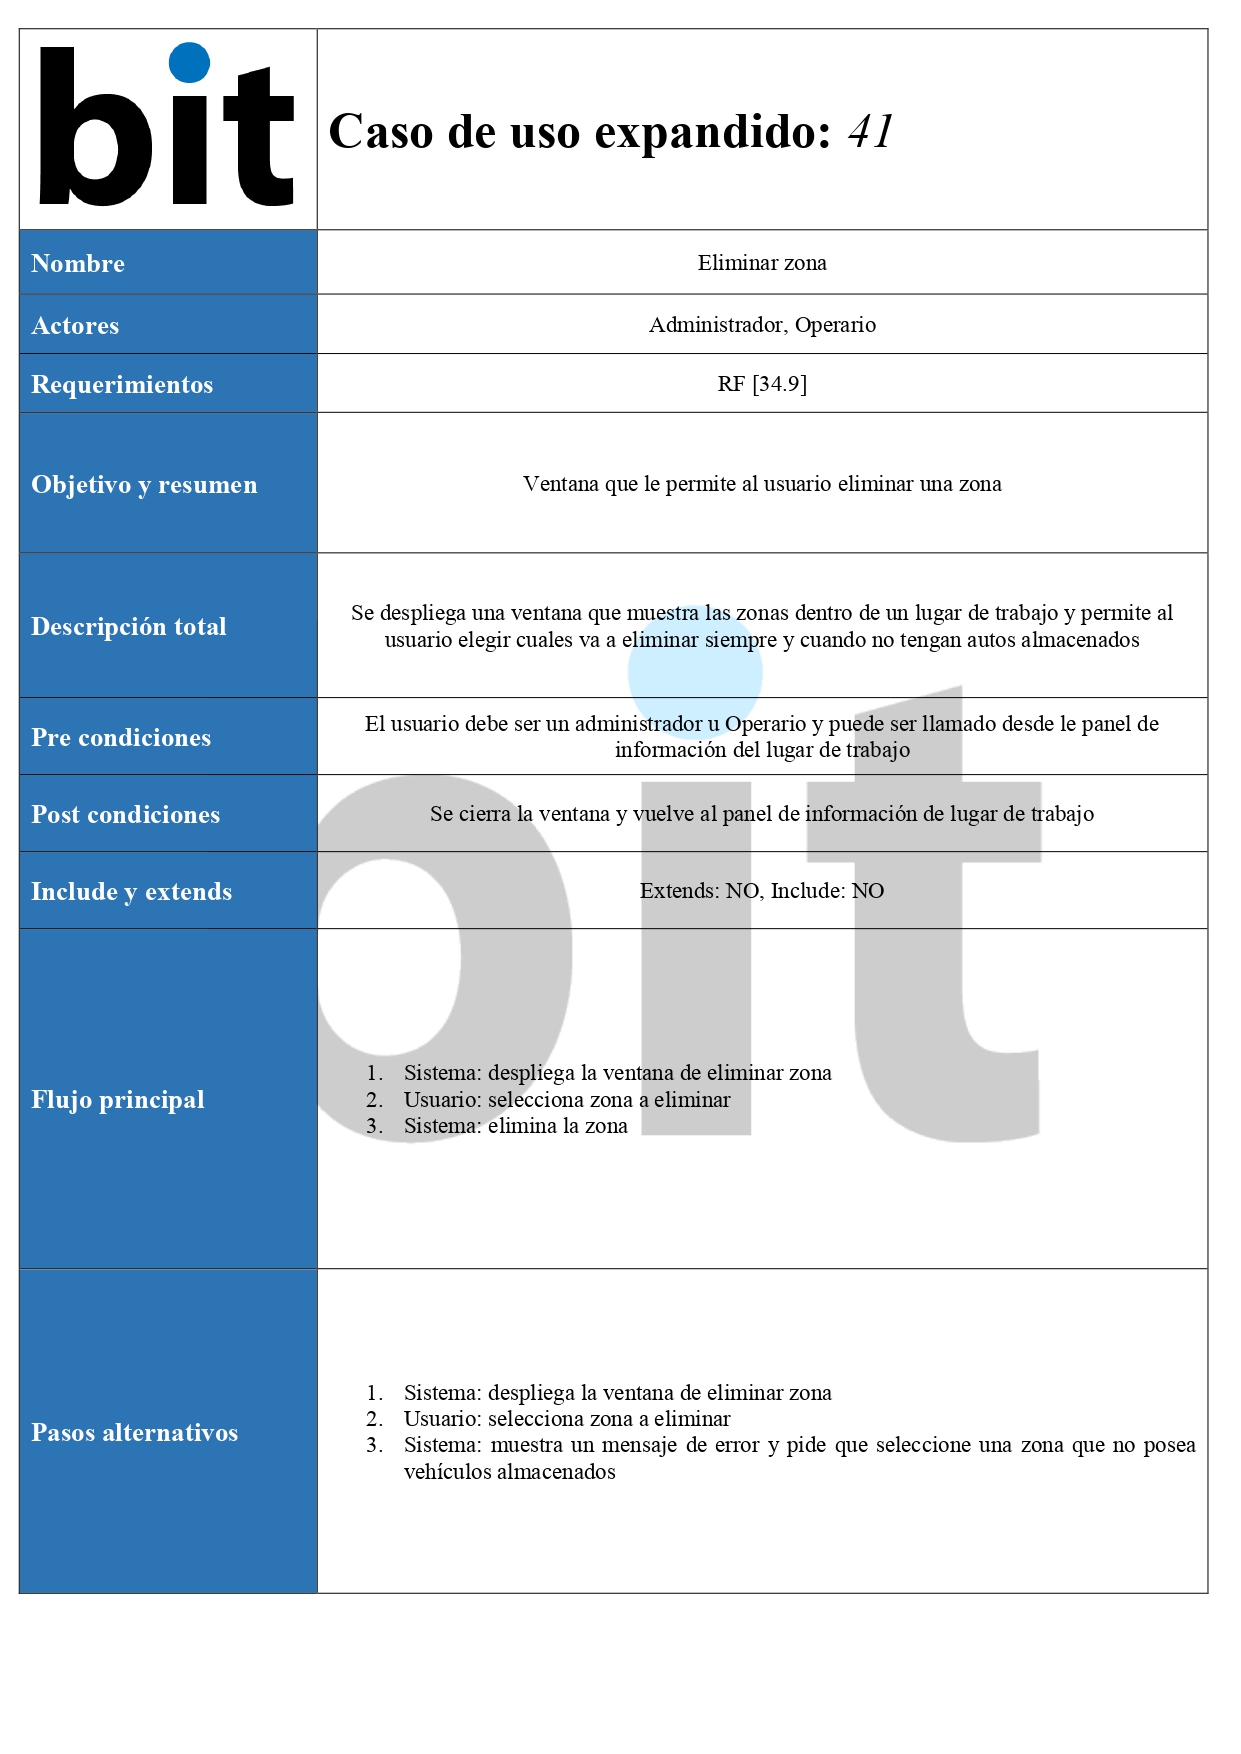 bit
Caso de uso expandido: 41
Nombre
Eliminar zona
Actores
Administrador, Operario
Requerimientos
RF [34.9]
Objetivo y resumen
Ventana que le permite al usuario eliminar una zona
Descripción total
Se despliega una ventana que muestra las zonas dentro de un lugar de trabajo y permite al
usuario elegir cuales va a eliminar siempre y cuando no tengan autos almacenados
Pre condiciones
El usuario debe ser un administrador u Operario y puede ser llamado desde le panel de
información del lugar de trabajo
Post condiciones
Se cierra la ventana y vuelve al panel de información de lugar de trabajo
Include y extends
Extends: NO, Include: NO
Flujo principal
1. Sistema: despliega la ventana de eliminar zona
2. Usuario: selecciona zona a eliminar
3. Sistema: elimina la zona
Pasos alternativos
1. Sistema: despliega la ventana de eliminar zona
2. Usuario: selecciona zona a eliminar
3. Sistema: muestra un mensaje de error y pide que seleccione una zona que no posea
vehículos almacenados
bit